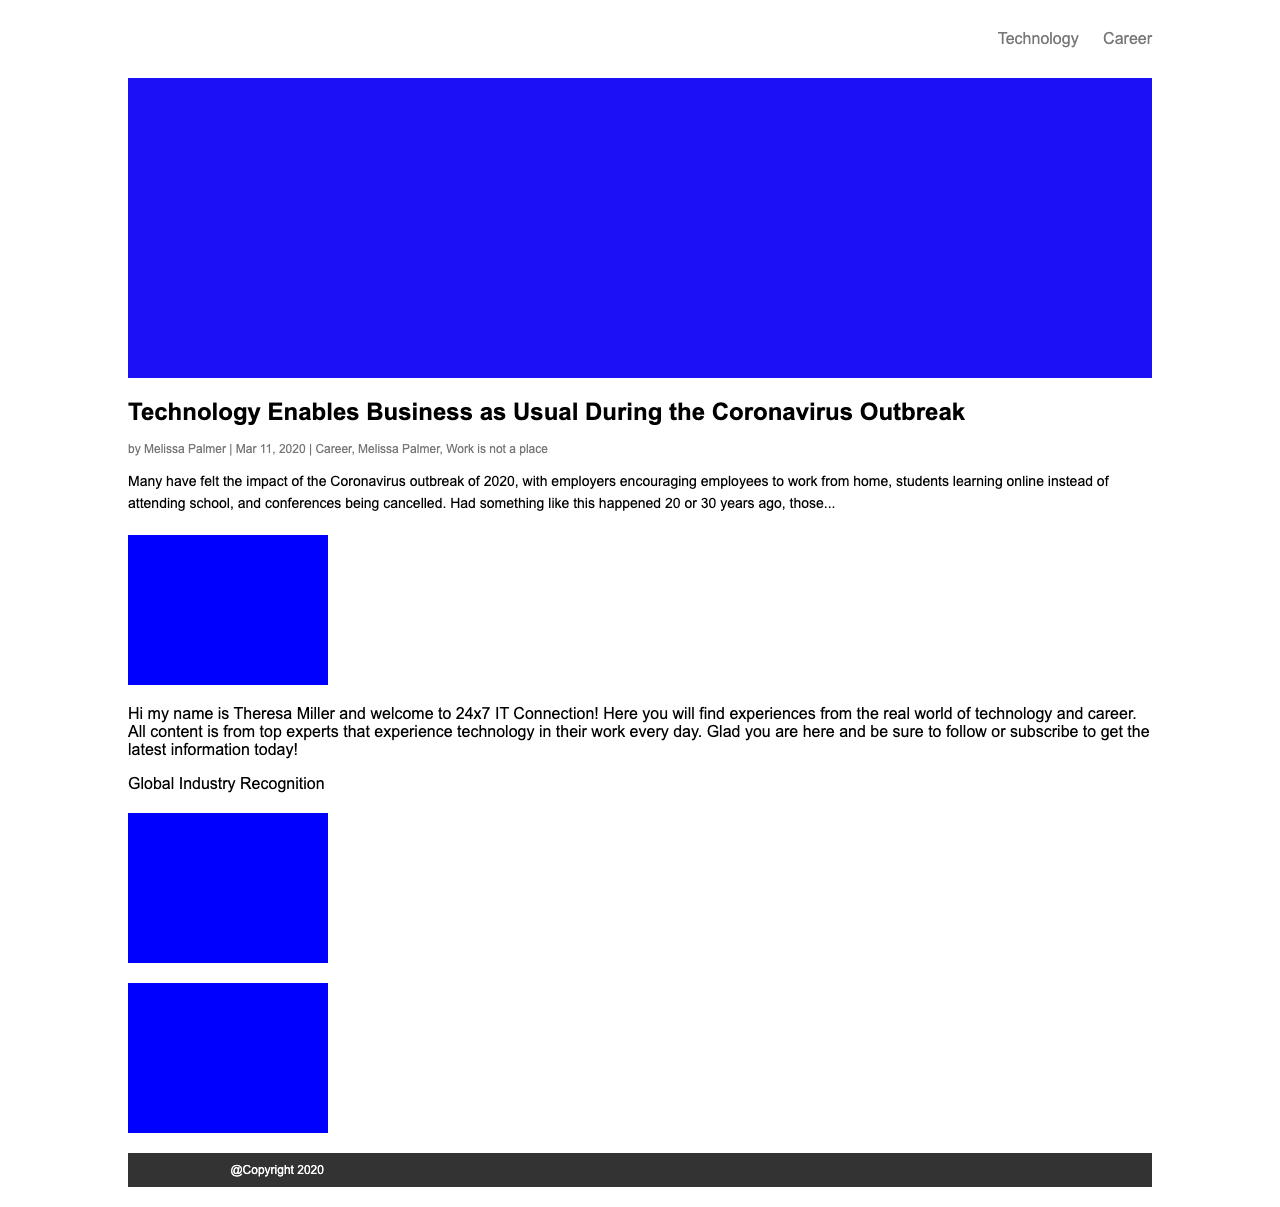 Technology Career
Technology Enables Business as Usual During the Coronavirus Outbreak
by Melissa Palmer | Mar 11, 2020 | Career, Melissa Palmer, Work is not a place
Many have felt the impact of the Coronavirus outbreak of 2020, with employers encouraging employees to work from home, students learning online instead of
attending school, and conferences being cancelled. Had something like this happened 20 or 30 years ago, those...
Hi my name is Theresa Miller and welcome to 24x7 IT Connection! Here you will find experiences from the real world of technology and career.
All content is from top experts that experience technology in their work every day. Glad you are here and be sure to follow or subscribe to get the
latest information today!
Global Industry Recognition
@Copyright 2020